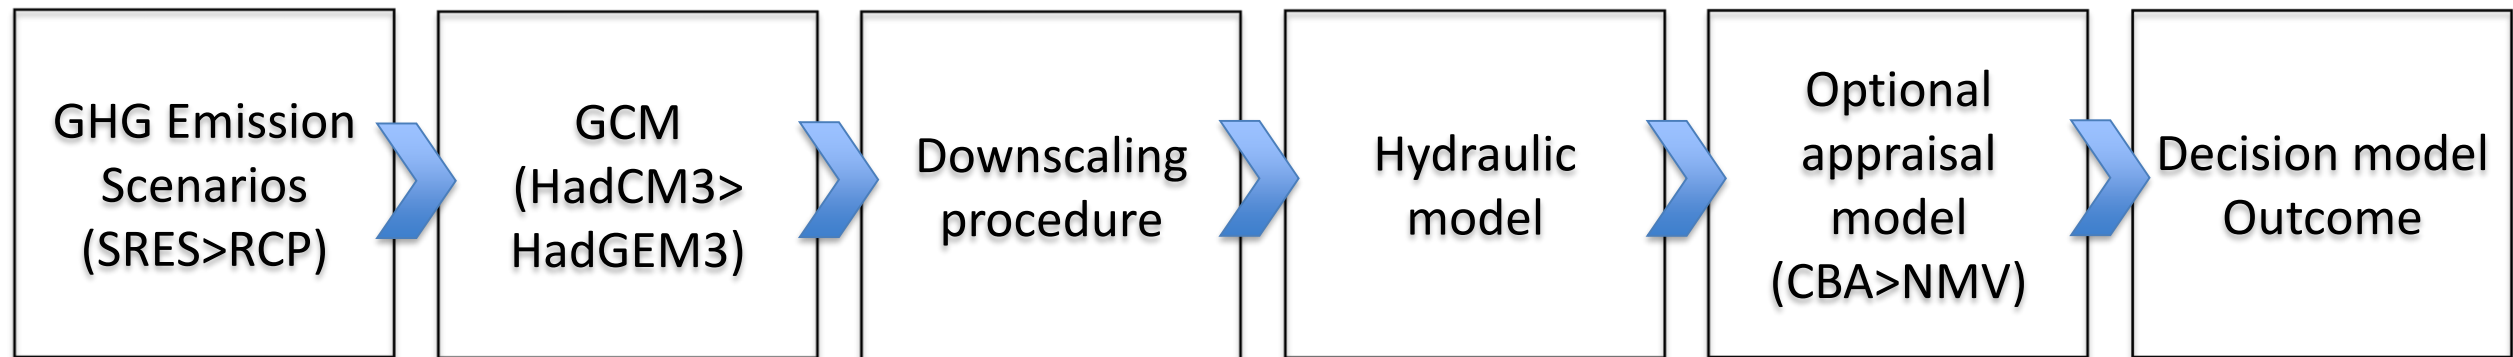 GHG Emission
Scenarios
(SRES>RCP)
GCM
(HadCM3>
HadGEM3)
Downscaling
procedure
Hydraulic
model
Optional
appraisal
model
(CBA>NMV)
Decision model
Outcome